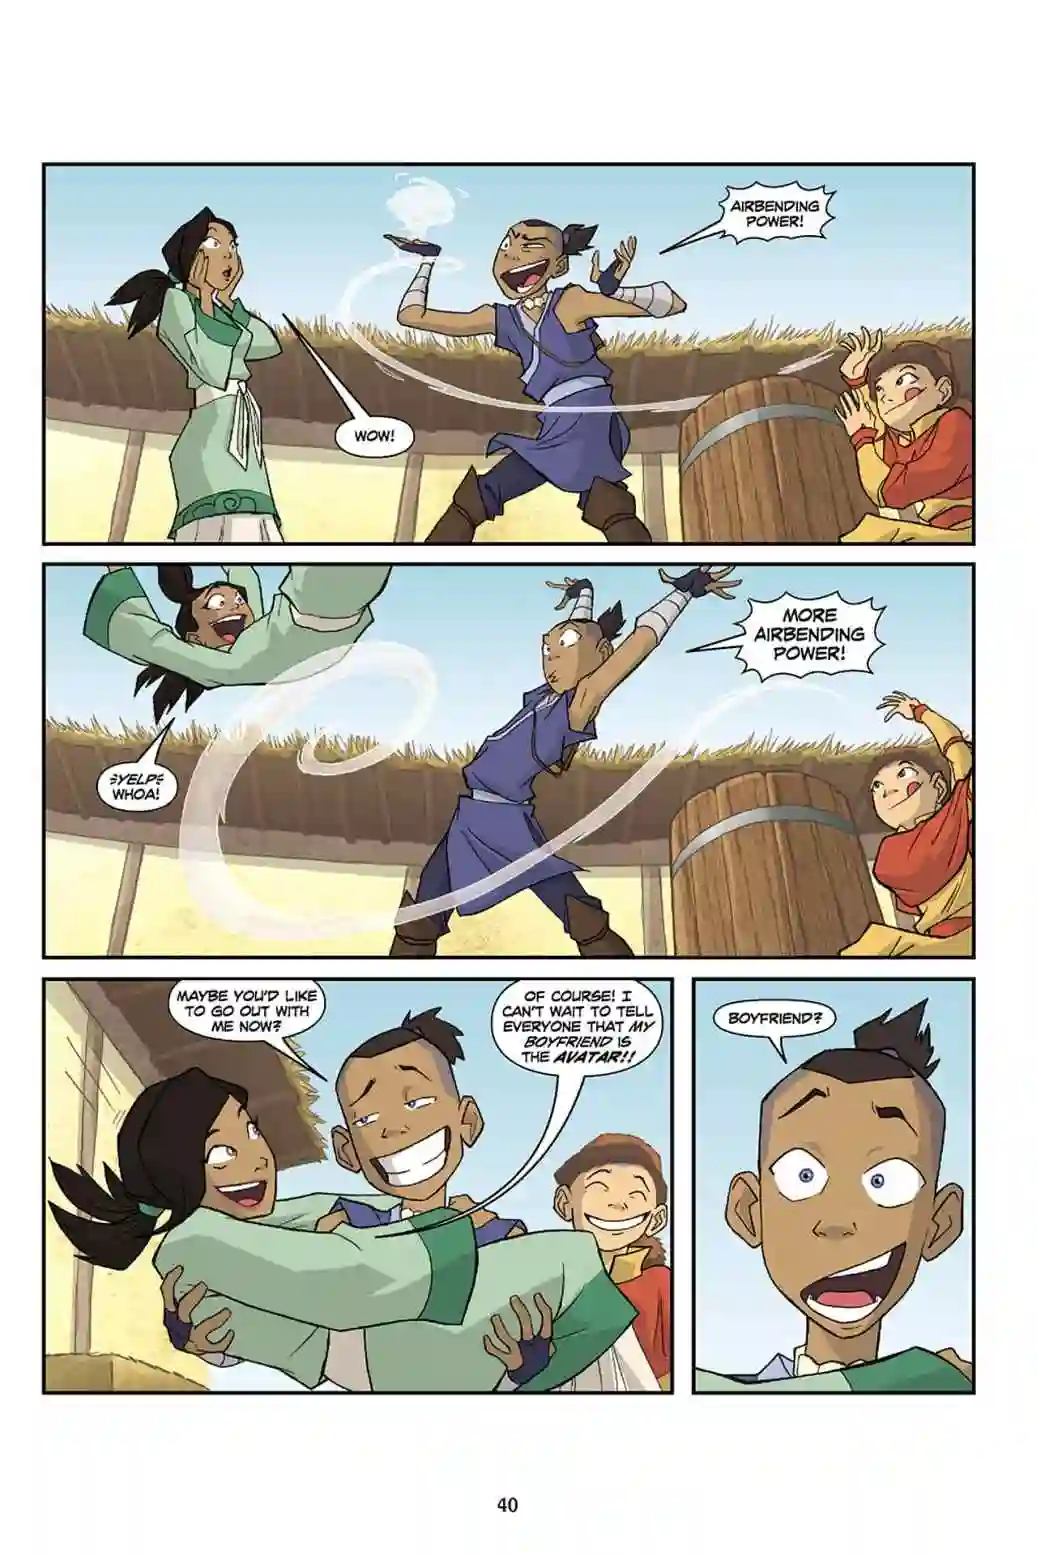 AIRBENDING
POWER!
WOW!
MORE
AIRBENDING
POWER!
YELP
WHOA!
MAYBE YOU'D LIKE
TO GO OUT WITH
ME NOW?
OF COURSE! I
CAN'T WAIT TO TELL
EVERYONE THAT MY
BOYFRIEND IS
THE AVATAR!!
BOYFRIEND?
40